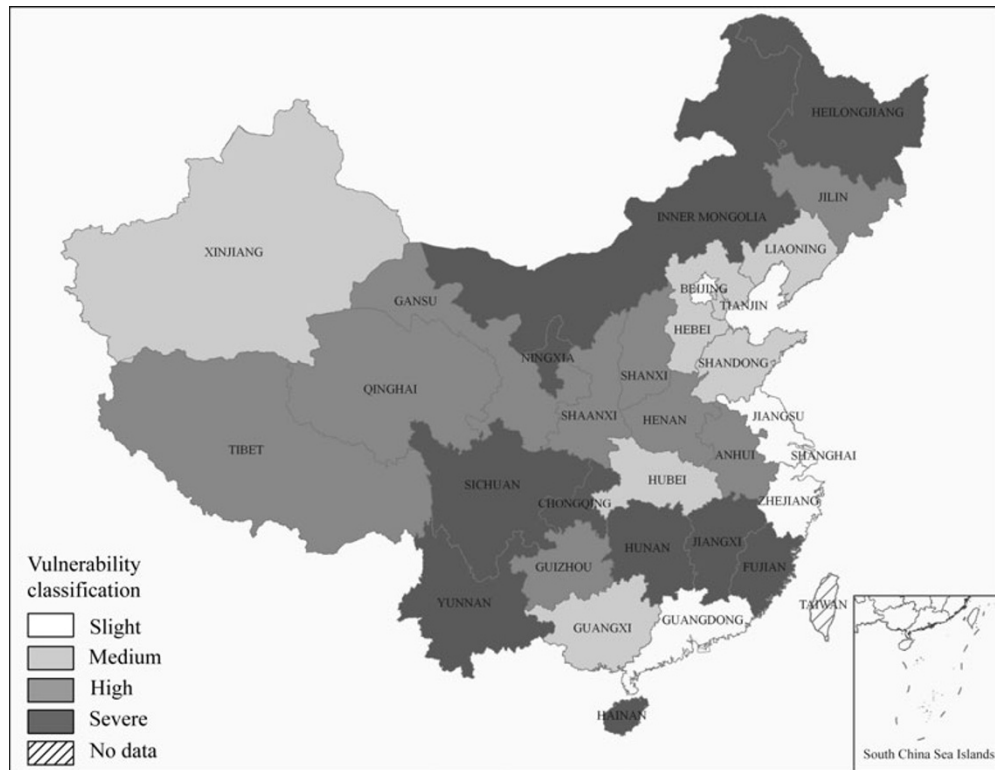 HEILONGJIANG
JILIN
INNER MONGOLIA
LIAONING
XINJIANG
BEIJING
TIANJIN
GANSU
HEBEI
NINGXIA
SHANDONG
SHANXI
QINGHAI
SHAANXI
HENAN
JIANGSU
TIBET
ANHUI
SHANGHAI
HUBEI
SICHUAN
CHONGQING
ZHEJIANG
HUNAN
JIANGXI
FUJIAN
GUIZHOU
YUNNAN
TAIWAN
GUANGXI
GUANGDONG
HAINAN
Vulnerability
classification
Slight
Medium
High
Severe
No data
South China Sea Islands